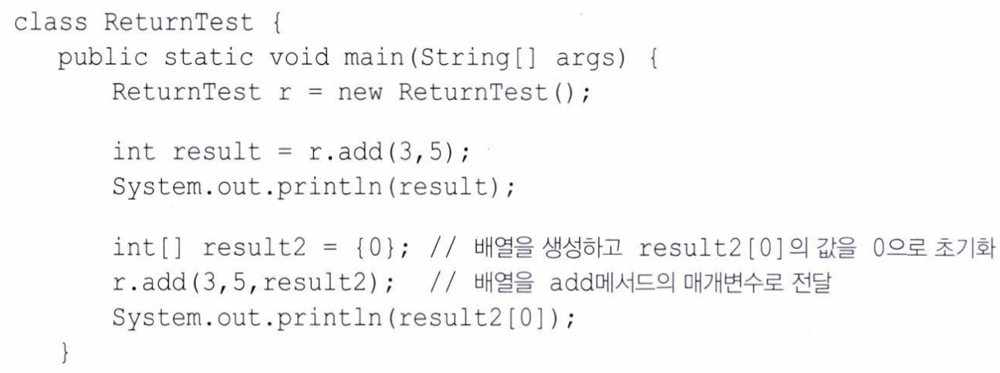 class ReturnTest {
public static void main(String[] args) {
ReturnTest r = new ReturnTest();
int result = r.add(3,5);
System.out.println(result);
int[] result2 = {0}; // 배열을 생성하고 result2[0]의 값을 0으로 초기화
r.add(3,5,result2); // 배열을 add메서드의 매개변수로 전달
System.out.println(result2[0]);
}